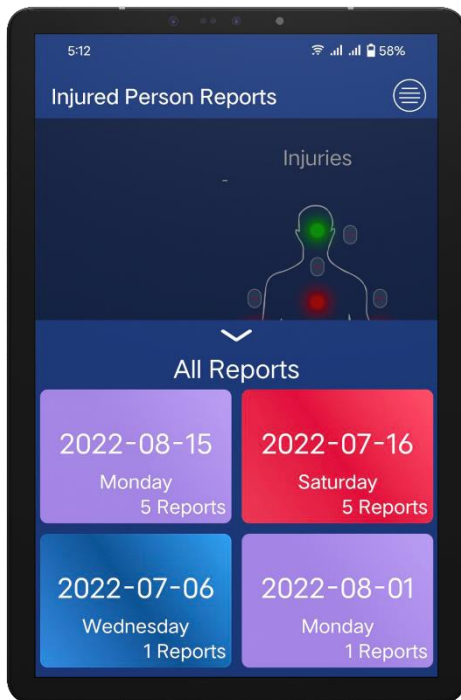 5:12
58%
Injured Person Reports
Injuries
-
All Reports
2022-08-15
Monday
5 Reports
2022-07-16
Saturday
5 Reports
2022-07-06
Wednesday
1 Reports
2022-08-01
Monday
1 Reports